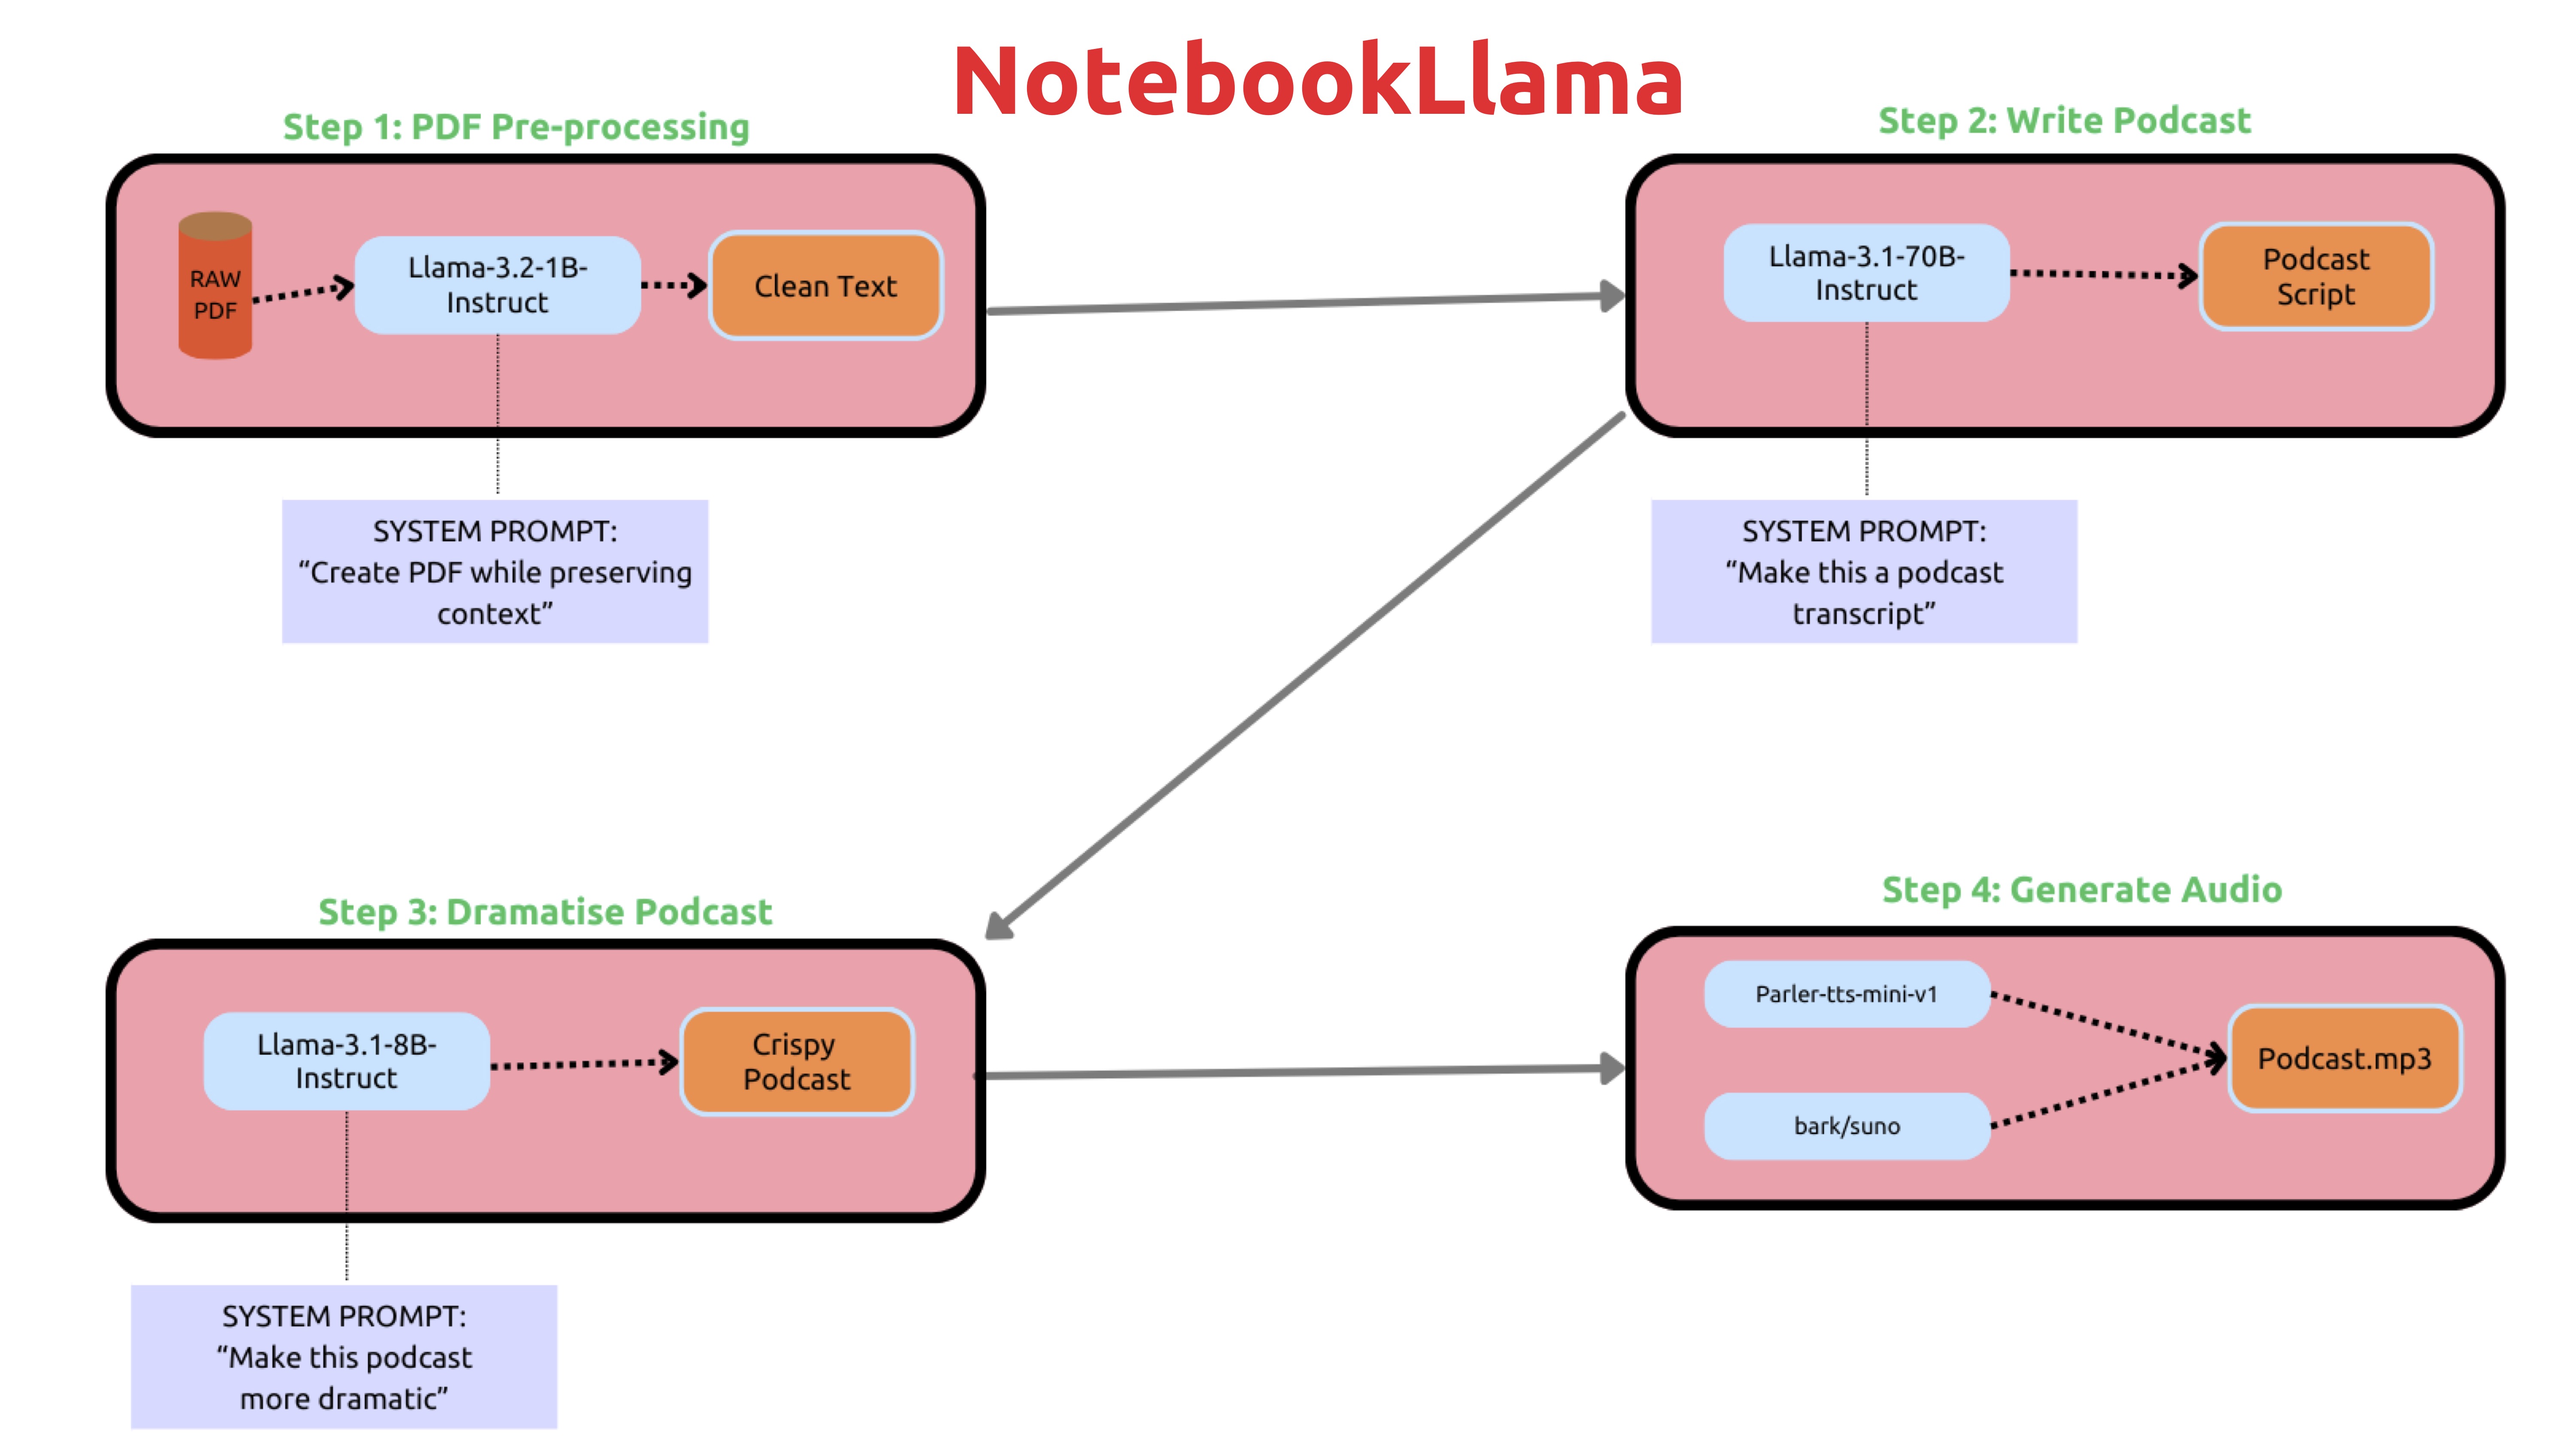 NotebookLlama
Step 1: PDF Pre-processing
RAW
PDF
Llama-3.2-1B-
Instruct
Clean Text
SYSTEM PROMPT:
“Create PDF while preserving
context”
Step 2: Write Podcast
Llama-3.1-70B-
Instruct
Podcast
Script
SYSTEM PROMPT:
“Make this a podcast
transcript”
Step 3: Dramatise Podcast
Llama-3.1-8B-
Instruct
Crispy
Podcast
SYSTEM PROMPT:
“Make this podcast
more dramatic”
Step 4: Generate Audio
Parler-tts-mini-v1
bark/suno
Podcast.mp3